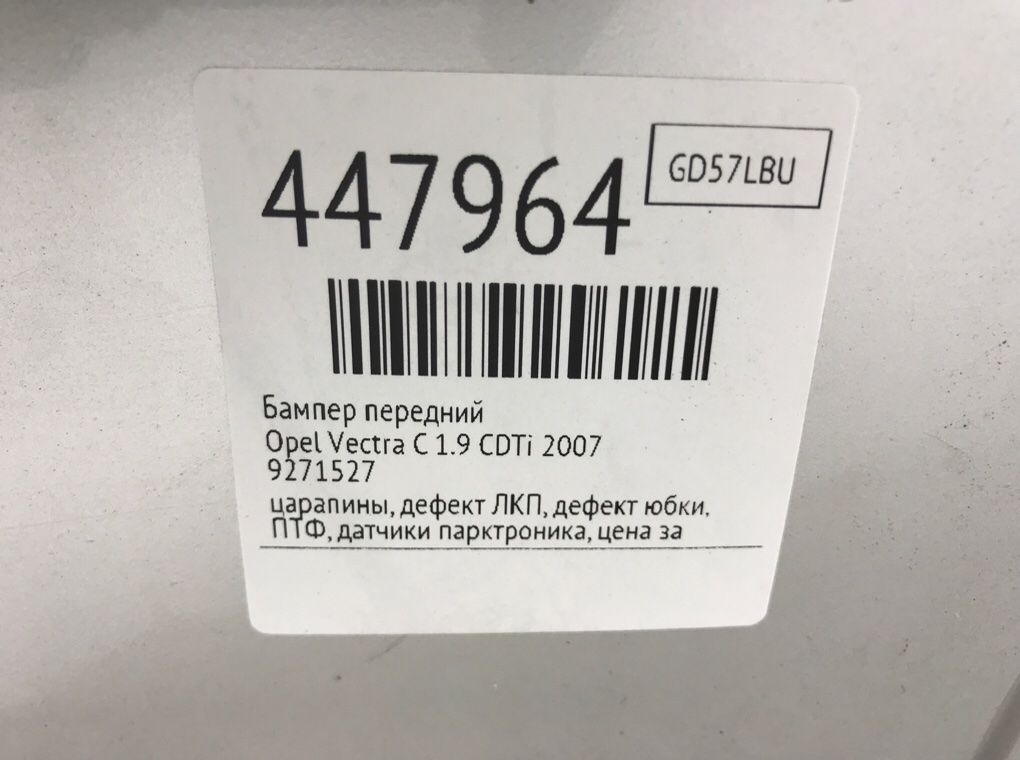 447964
GD57LBU
Бампер передний
Opel Vectra C 1.9 CDTi 2007
9271527
царапины, дефект ЛКП, дефект юбки,
ПТФ, датчики парктроника, цена за